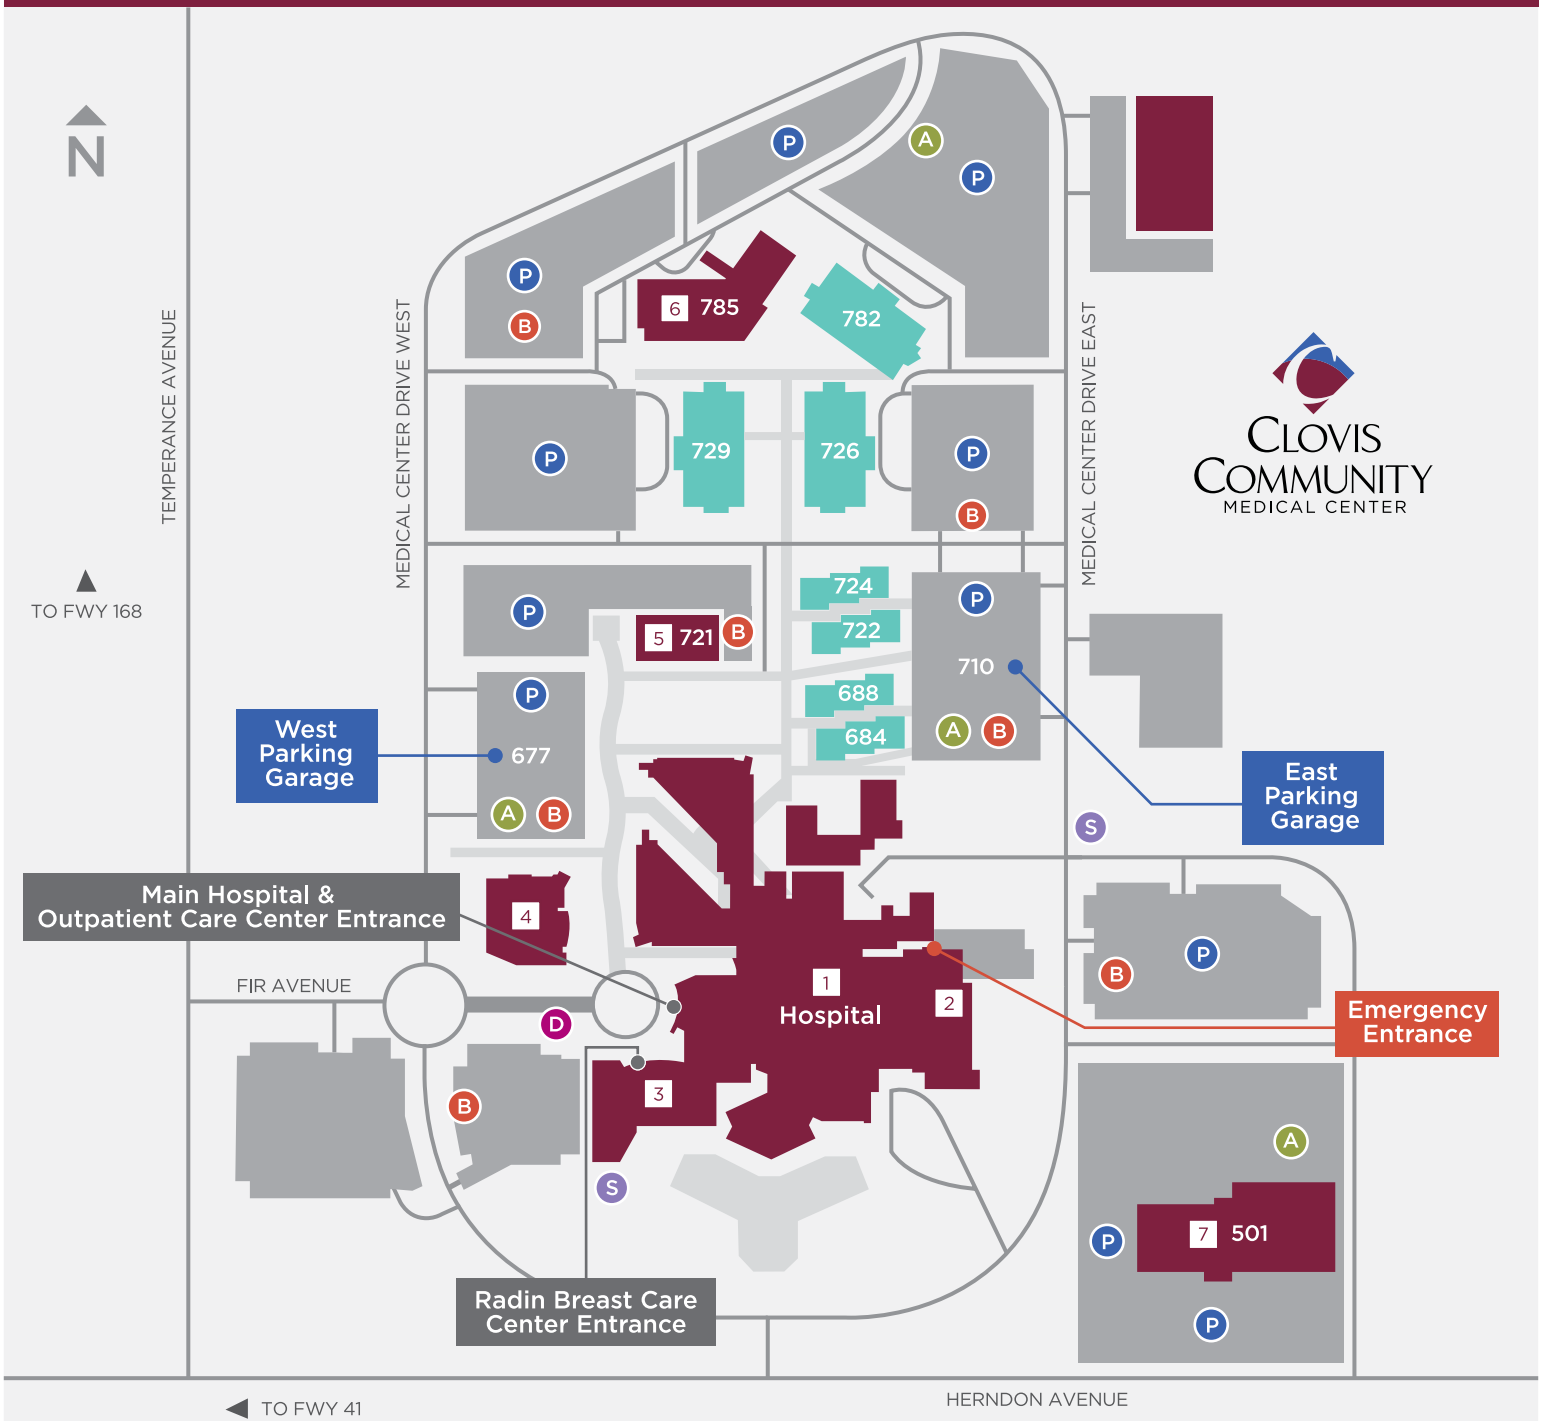 P
A
P
N
P
B
6 785
782
TEMPERANCE AVENUE
MEDICAL CENTER DRIVE WEST
MEDICAL CENTER DRIVE EAST
CLOVIS
COMMUNITY
MEDICAL CENTER
P
729
726
P
B
TO FWY 168
P
5 721
B
724
722
P
710
688
684
A
B
P
677
A
B
West
Parking
Garage
East
Parking
Garage
S
Main Hospital &
Outpatient Care Center Entrance
4
1
Hospital
2
P
B
Emergency
Entrance
FIR AVENUE
D
3
B
S
A
7 501
P
P
Radin Breast Care
Center Entrance
HERNDON AVENUE
TO FWY 41